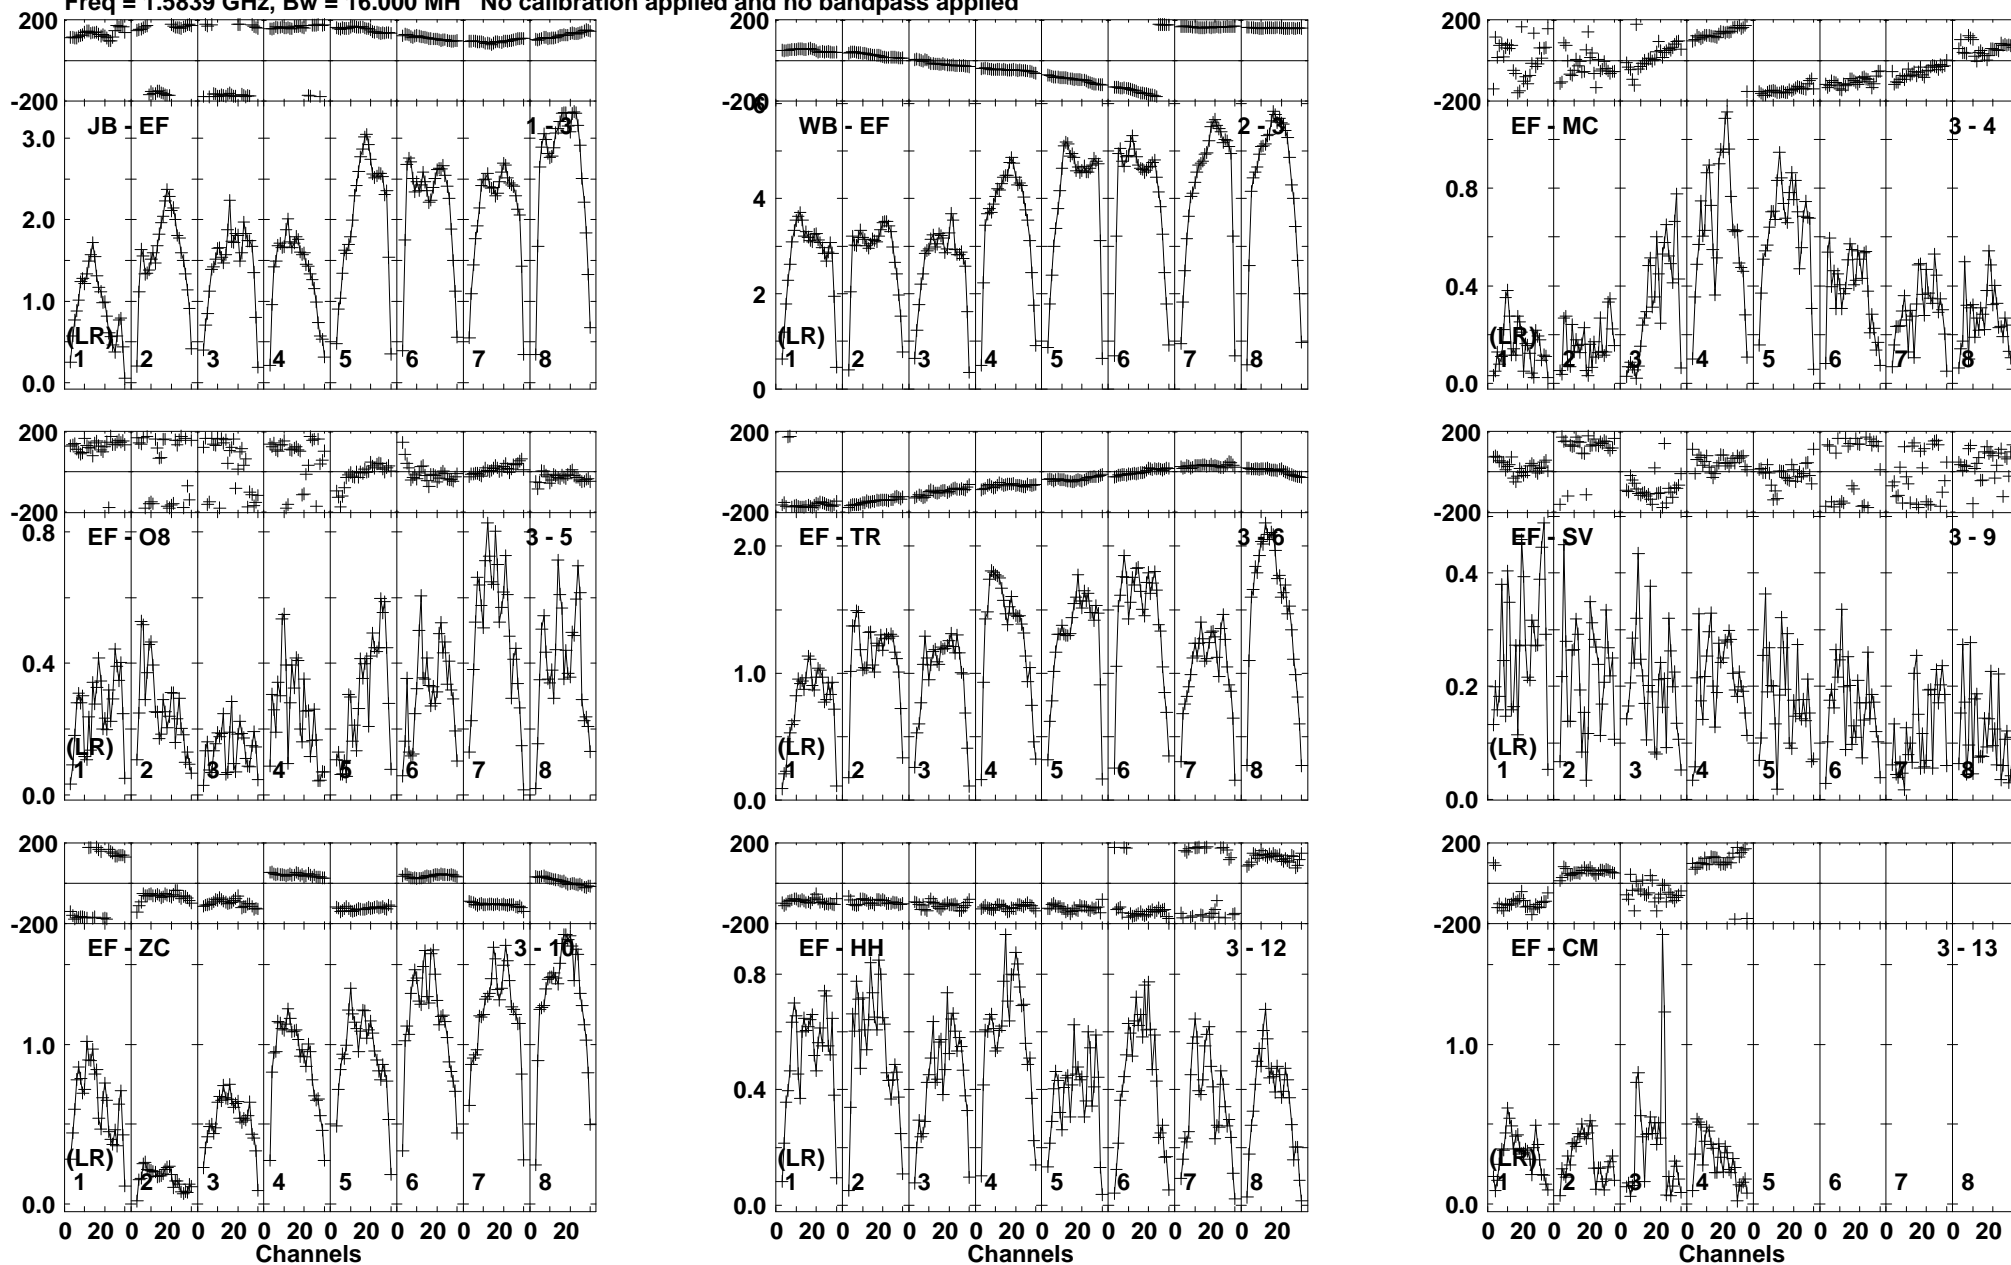 Freq = 1.5839 GHz, Bw = 16.000 MH No calibration applied and no bandpass applied
200
-200
JB - EF
1 - 3
3.0
2.0
1.0
0.0
(LR)
1 2 3 4 5 6 7 8
200
-200
6
WB - EF
2 - 3
4
2
0
(LR)
1 2 3 4 5 6 7 8
200
-200
EF - MC
3 - 4
0.8
0.4
0.0
(LR)
1 2 3 4 5 6 7 8
200
-200
EF - O8
3 - 5
0.8
0.4
0.0
(LR)
1 2 3 4 5 6 7 8
200
-200
EF - TR
3 - 6
2.0
1.0
0.0
(LR)
1 2 3 4 5 6 7 8
200
-200
EF - SV
3 - 9
0.4
0.2
0.0
(LR)
1 2 3 4 5 6 7 8
200
-200
EF - ZC
3 - 10
1.0
0.0
(LR)
1 2 3 4 5 6 7 8
0 20 0 20 0 20 0 20 0 20 0 20 0 20 0 20
Channels
200
-200
EF - HH
3 - 12
0.8
0.4
0.0
(LR)
1 2 3 4 5 6 7 8
0 20 0 20 0 20 0 20 0 20 0 20 0 20 0 20
Channels
200
-200
EF - CM
3 - 13
1.0
0.0
(LR)
1 2 3 4 5 6 7 8
0 20 0 20 0 20 0 20 0 20 0 20 0 20 0 20
Channels